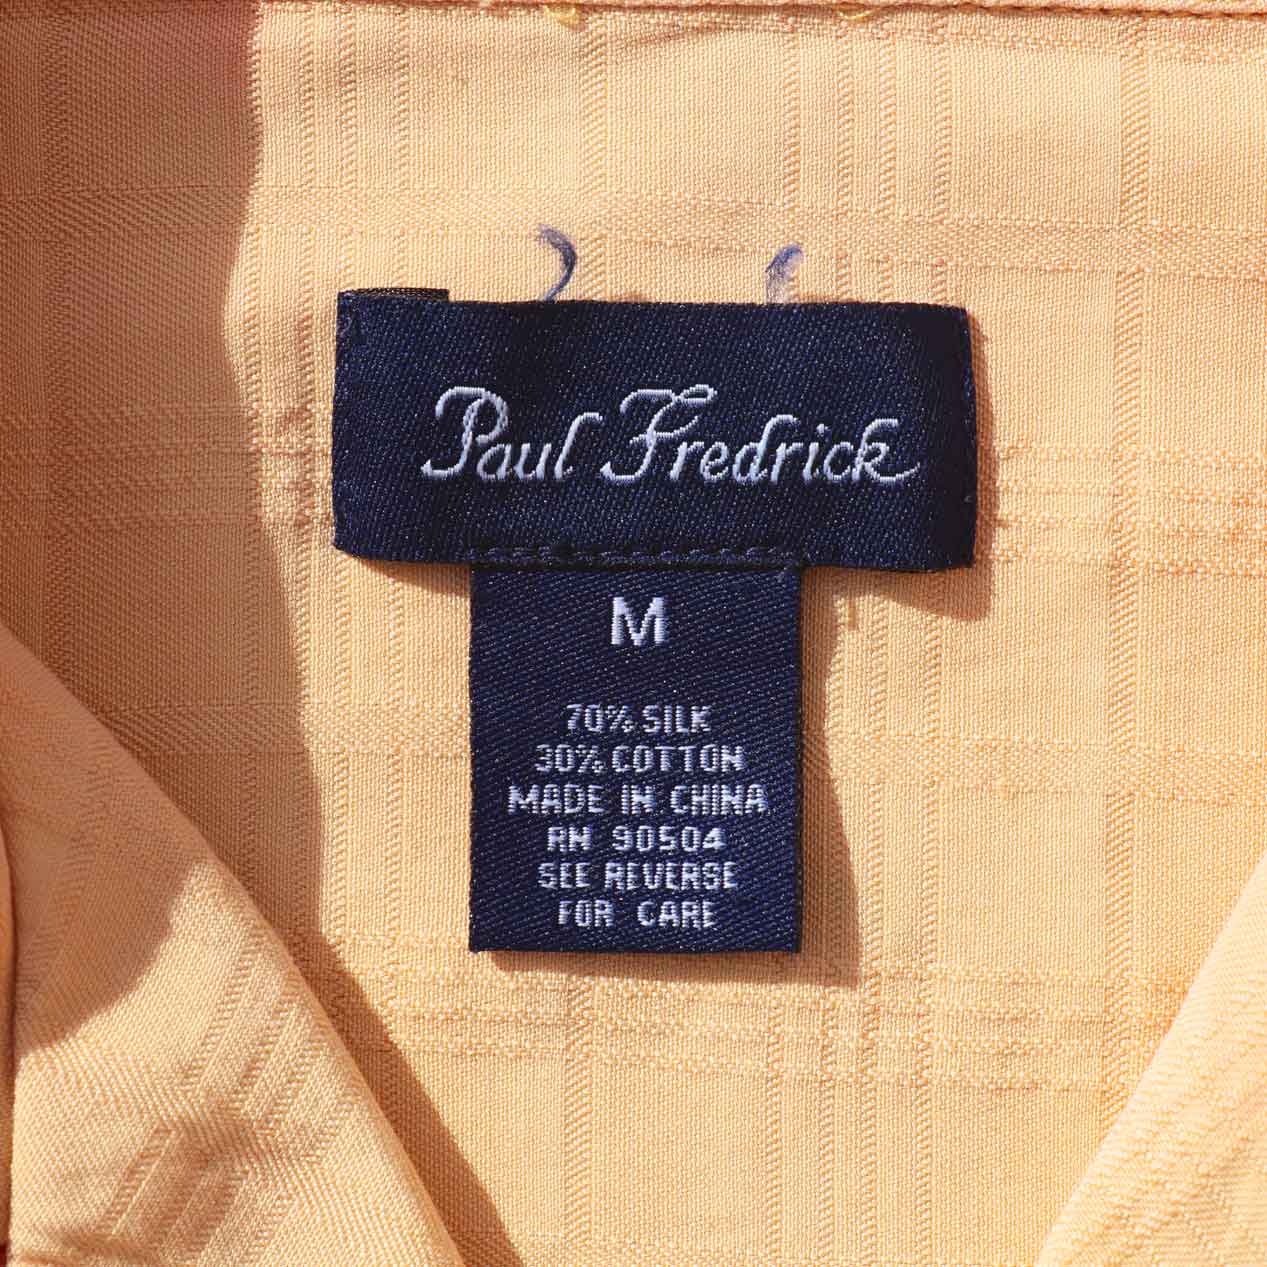 Paul Fredrick
M
70% SILK
30% COTTON
MADE IN CHINA
RN 90504
SEE REVERSE
FOR CARE